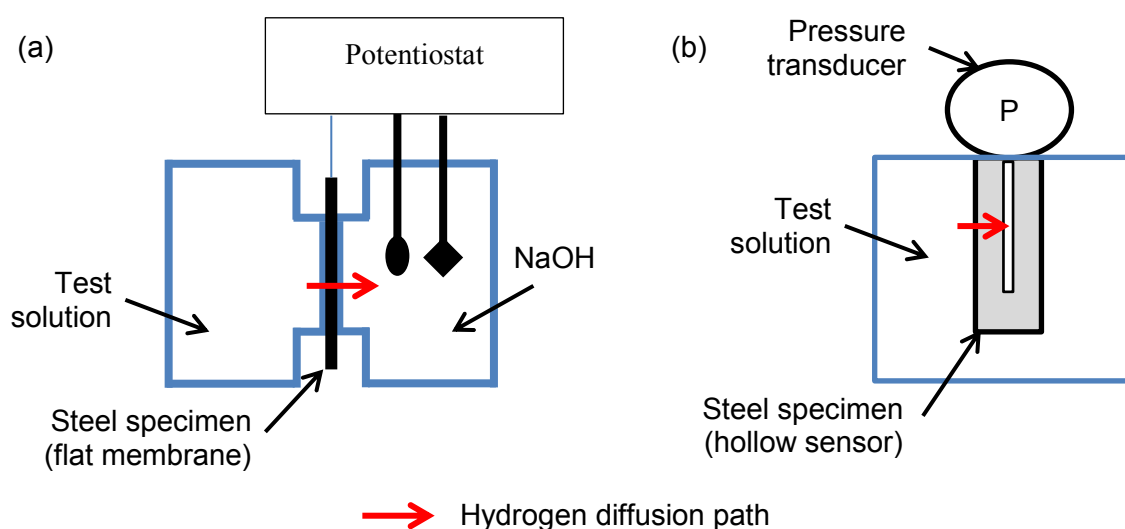 (a)
Potentiostat
Test
solution
NaOH
Steel specimen
(flat membrane)
(b)
Pressure
transducer
P
Test
solution
Steel specimen
(hollow sensor)
Hydrogen diffusion path